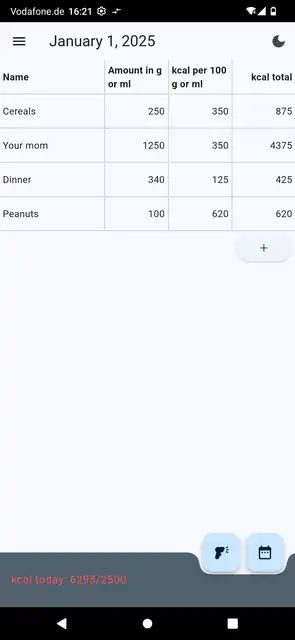 Vodafone.de 16:21
January 1, 2025
Name Amount in g or ml kcal per 100 g or ml kcal total
Cereals 250 350 875
Your mom 1250 350 4375
Dinner 340 125 425
Peanuts 100 620 620
+
kcal today: 6295/2500